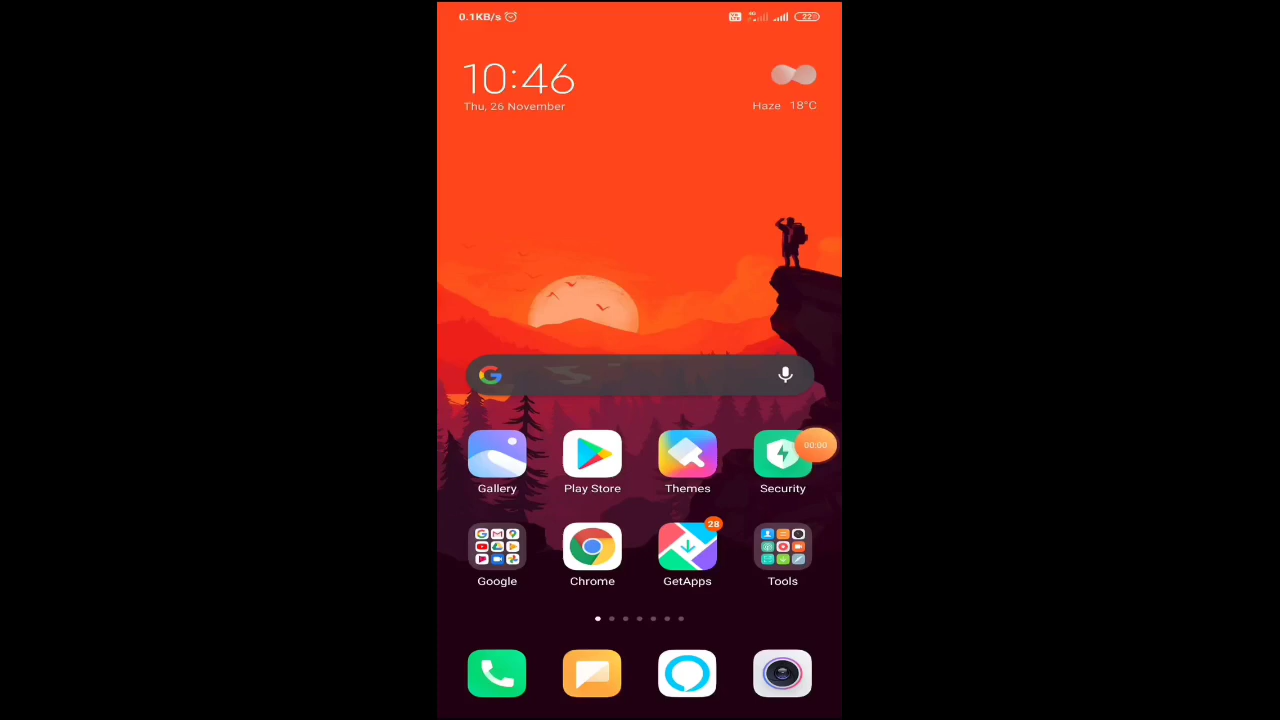 0.1KB/s 22
10:46
Thu, 26 November
Haze 18°C
00:00
Gallery Play Store Themes Security
28
Google Chrome GetApps Tools